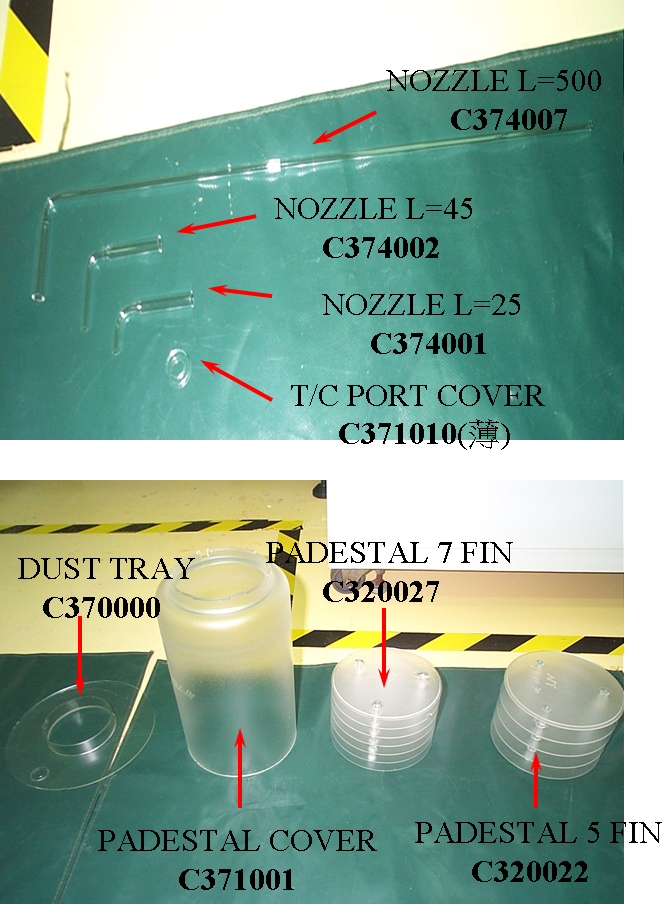 NOZZLE L=500
C374007
NOZZLE L=45
C374002
NOZZLE L=25
C374001
T/C PORT COVER
C371010(薄)
DUST TRAY
C370000
PADESTAL 7 FIN
C320027
PADESTAL COVER
C371001
PADESTAL 5 FIN
C320022